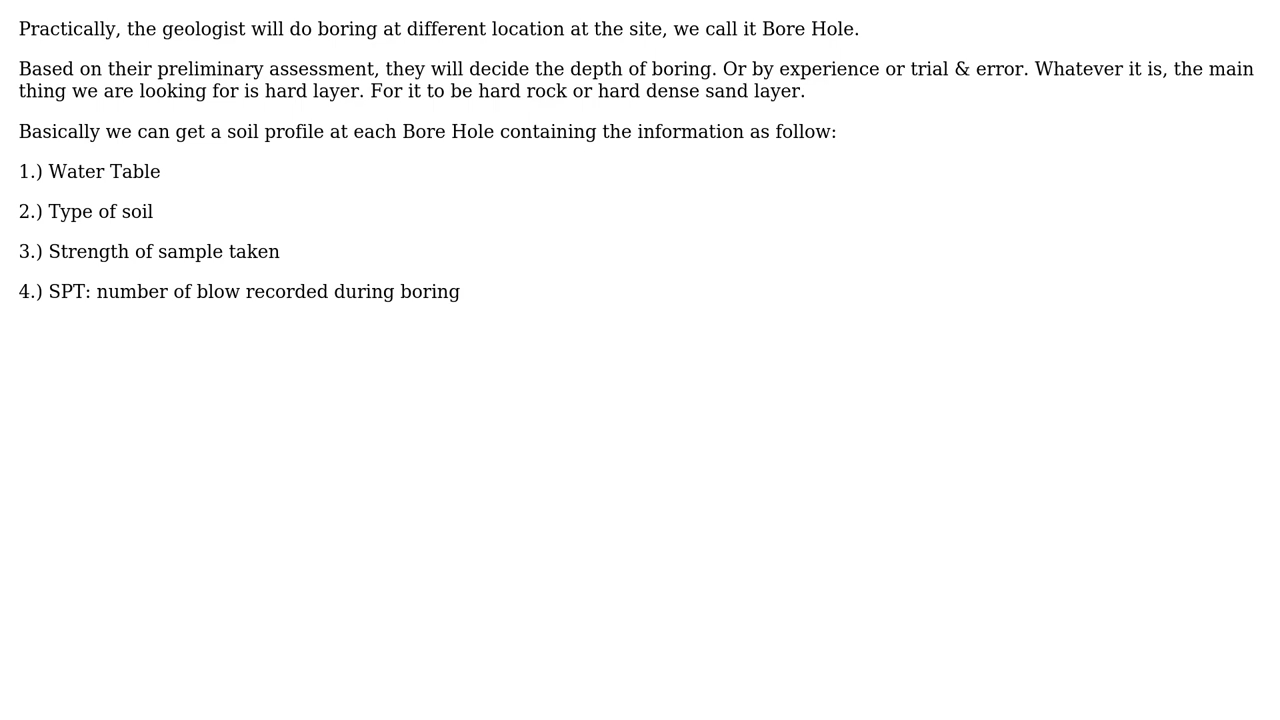 Practically, the geologist will do boring at different location at the site, we call it Bore Hole.
Based on their preliminary assessment, they will decide the depth of boring. Or by experience or trial & error. Whatever it is, the main
thing we are looking for is hard layer. For it to be hard rock or hard dense sand layer.
Basically we can get a soil profile at each Bore Hole containing the information as follow:
1.) Water Table
2.) Type of soil
3.) Strength of sample taken
4.) SPT: number of blow recorded during boring